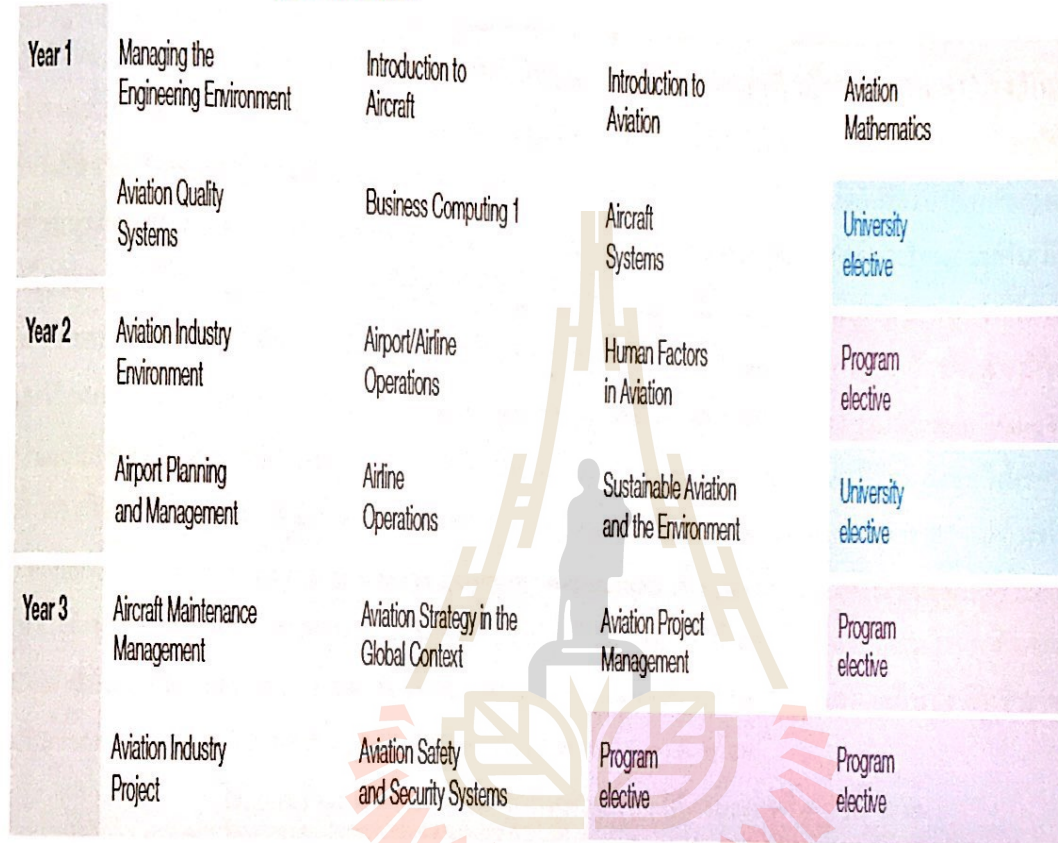 Year 1
Managing the
Engineering Environment
Introduction to
Aircraft
Introduction to
Aviation
Aviation
Mathematics
Aviation Quality
Systems
Business Computing 1
Aircraft
Systems
University
elective
Year 2
Aviation Industry
Environment
Airport/Airline
Operations
Human Factors
in Aviation
Program
elective
Airport Planning
and Management
Airline
Operations
Sustainable Aviation
and the Environment
University
elective
Year 3
Aircraft Maintenance
Management
Aviation Strategy in the
Global Context
Aviation Project
Management
Program
elective
Aviation Industry
Project
Aviation Safety
and Security Systems
Program
elective
Program
elective